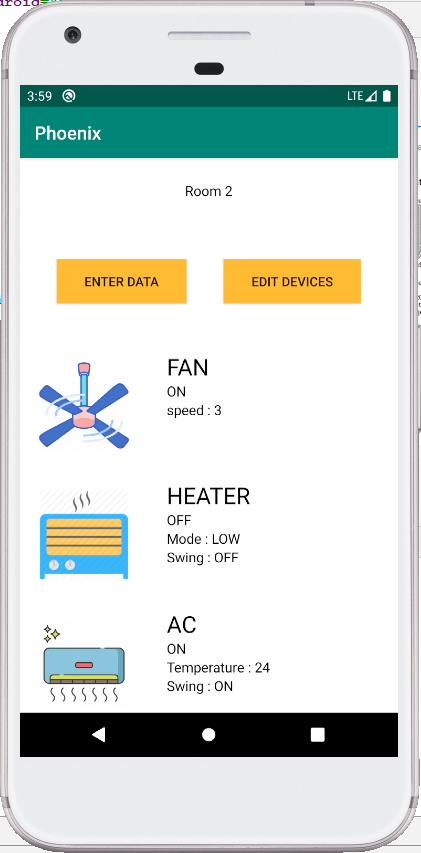 3:59 LTE
Phoenix
Room 2
ENTER DATA EDIT DEVICES
FAN
ON
speed : 3
HEATER
OFF
Mode : LOW
Swing : OFF
AC
ON
Temperature : 24
Swing : ON